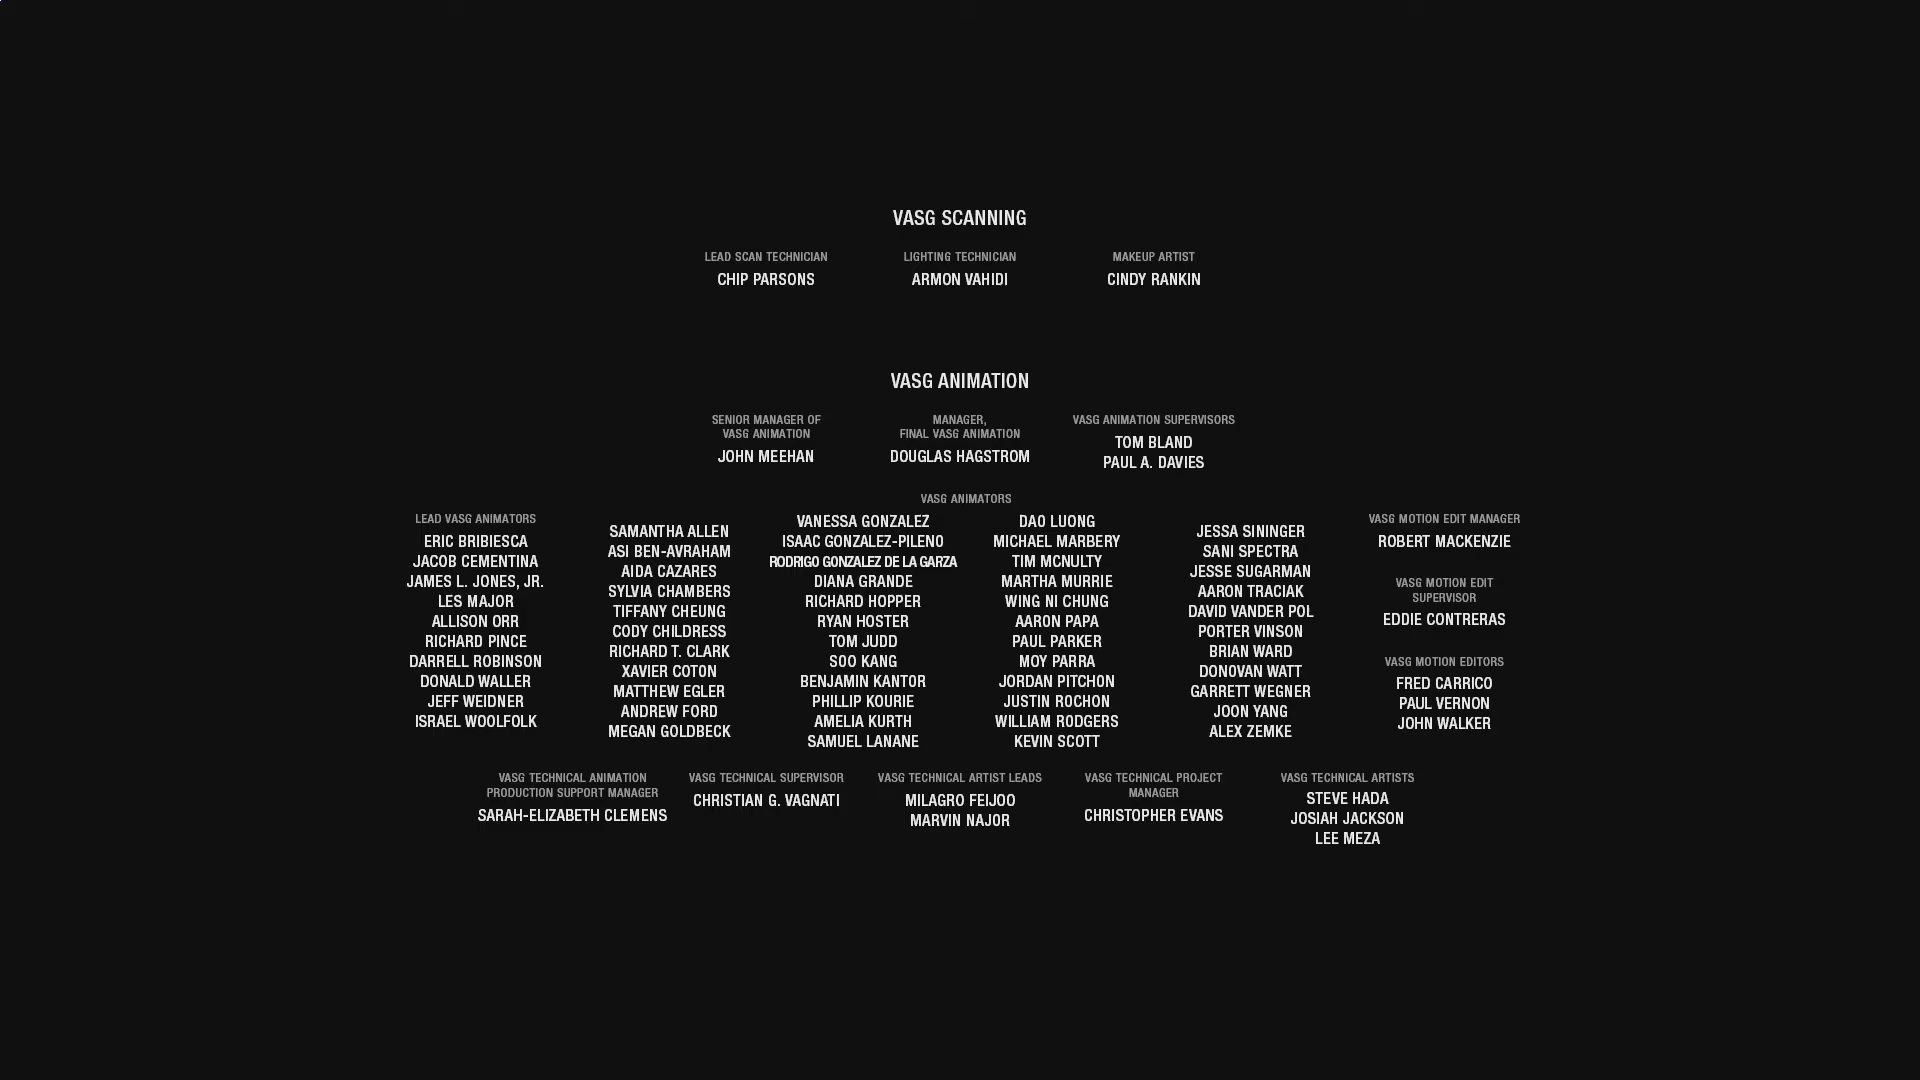 VASG SCANNING
LEAD SCAN TECHNICIAN
CHIP PARSONS
LIGHTING TECHNICIAN
ARMON VAHIDI
MAKEUP ARTIST
CINDY RANKIN
VASG ANIMATION
SENIOR MANAGER OF
VASG ANIMATION
JOHN MEEHAN
MANAGER,
FINAL VASG ANIMATION
DOUGLAS HAGSTROM
VASG ANIMATION SUPERVISORS
TOM BLAND
PAUL A. DAVIES
LEAD VASG ANIMATORS
ERIC BRIBIESCA
JACOB CEMENTINA
JAMES L. JONES, JR.
LES MAJOR
ALLISON ORR
RICHARD PINCE
DARRELL ROBINSON
DONALD WALLER
JEFF WEIDNER
ISRAEL WOOLFOLK
VASG ANIMATORS
SAMANTHA ALLEN
ASI BEN-AVRAHAM
AIDA CAZARES
SYLVIA CHAMBERS
TIFFANY CHEUNG
CODY CHILDRESS
RICHARD T. CLARK
XAVIER COTON
MATTHEW EGLER
ANDREW FORD
MEGAN GOLDBECK
VANESSA GONZALEZ
ISAAC GONZALEZ-PILENO
RODRIGO GONZALEZ DE LA GARZA
DIANA GRANDE
RICHARD HOPPER
RYAN HOSTER
TOM JUDD
SOO KANG
BENJAMIN KANTOR
PHILLIP KOURIE
AMELIA KURTH
SAMUEL LANANE
DAO LUONG
MICHAEL MARBERY
TIM MCNULTY
MARTHA MURRIE
WING NI CHUNG
AARON PAPA
PAUL PARKER
MOY PARRA
JORDAN PITCHON
JUSTIN ROCHON
WILLIAM RODGERS
KEVIN SCOTT
JESSA SININGER
SANI SPECTRA
JESSE SUGARMAN
AARON TRACIAK
DAVID VANDER POL
PORTER VINSON
BRIAN WARD
DONOVAN WATT
GARRETT WEGNER
JOON YANG
ALEX ZEMKE
VASG MOTION EDIT MANAGER
ROBERT MACKENZIE
VASG MOTION EDIT
SUPERVISOR
EDDIE CONTRERAS
VASG MOTION EDITORS
FRED CARRICO
PAUL VERNON
JOHN WALKER
VASG TECHNICAL ANIMATION
PRODUCTION SUPPORT MANAGER
SARAH-ELIZABETH CLEMENS
VASG TECHNICAL SUPERVISOR
CHRISTIAN G. VAGNATI
VASG TECHNICAL ARTIST LEADS
MILAGRO FEIJOO
MARVIN NAJOR
VASG TECHNICAL PROJECT
MANAGER
CHRISTOPHER EVANS
VASG TECHNICAL ARTISTS
STEVE HADA
JOSIAH JACKSON
LEE MEZA